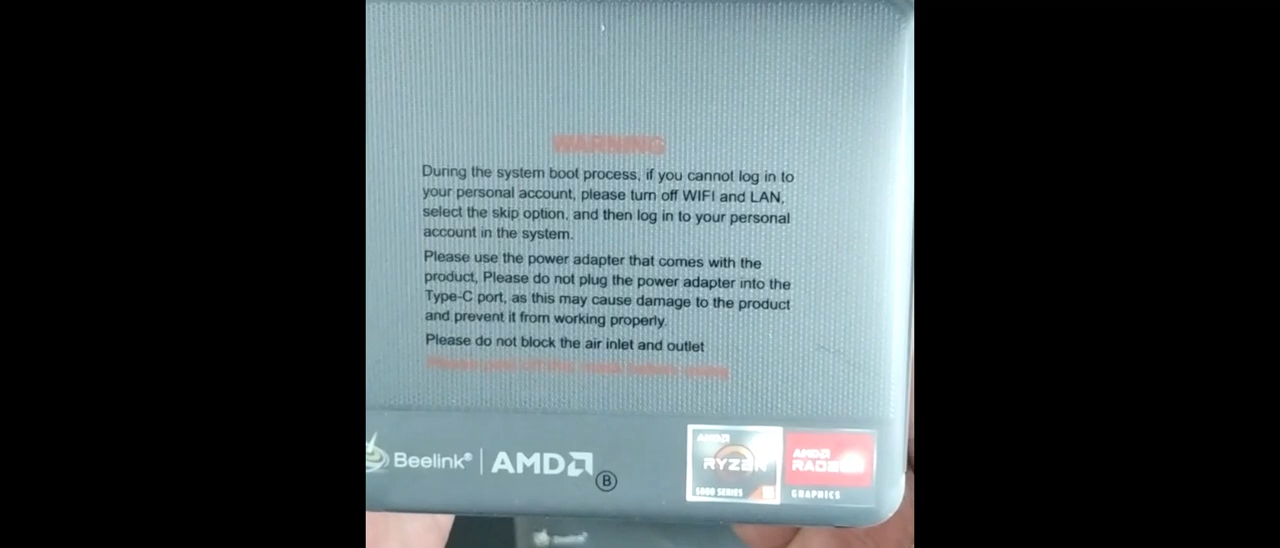 WARNING
During the system boot process, if you cannot log in to
your personal account, please turn off WIFI and LAN,
select the skip option, and then log in to your personal
account in the system.
Please use the power adapter that comes with the
product, Please do not plug the power adapter into the
Type-C port, as this may cause damage to the product
and prevent it from working properly.
Please do not block the air inlet and outlet
Beelink® | AMD
B
AMD
RYZEN
5000 SERIES
AMD
GRAPHICS
Beelink